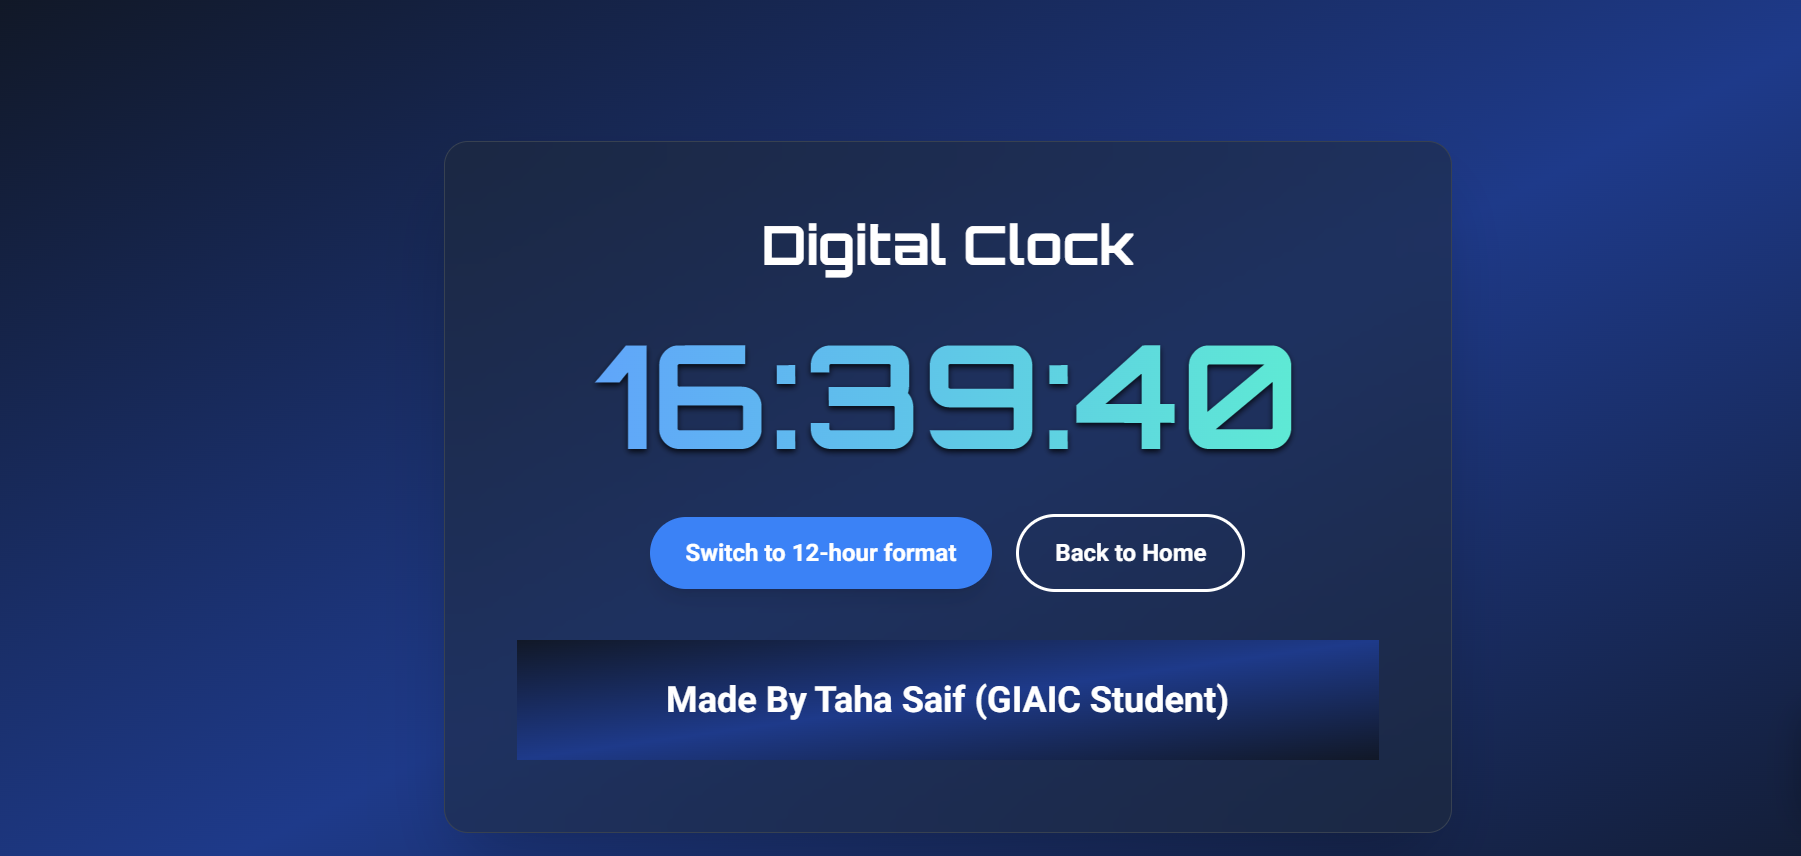 Digital Clock
16:39:40
Switch to 12-hour format
Back to Home
Made By Taha Saif (GIAIC Student)